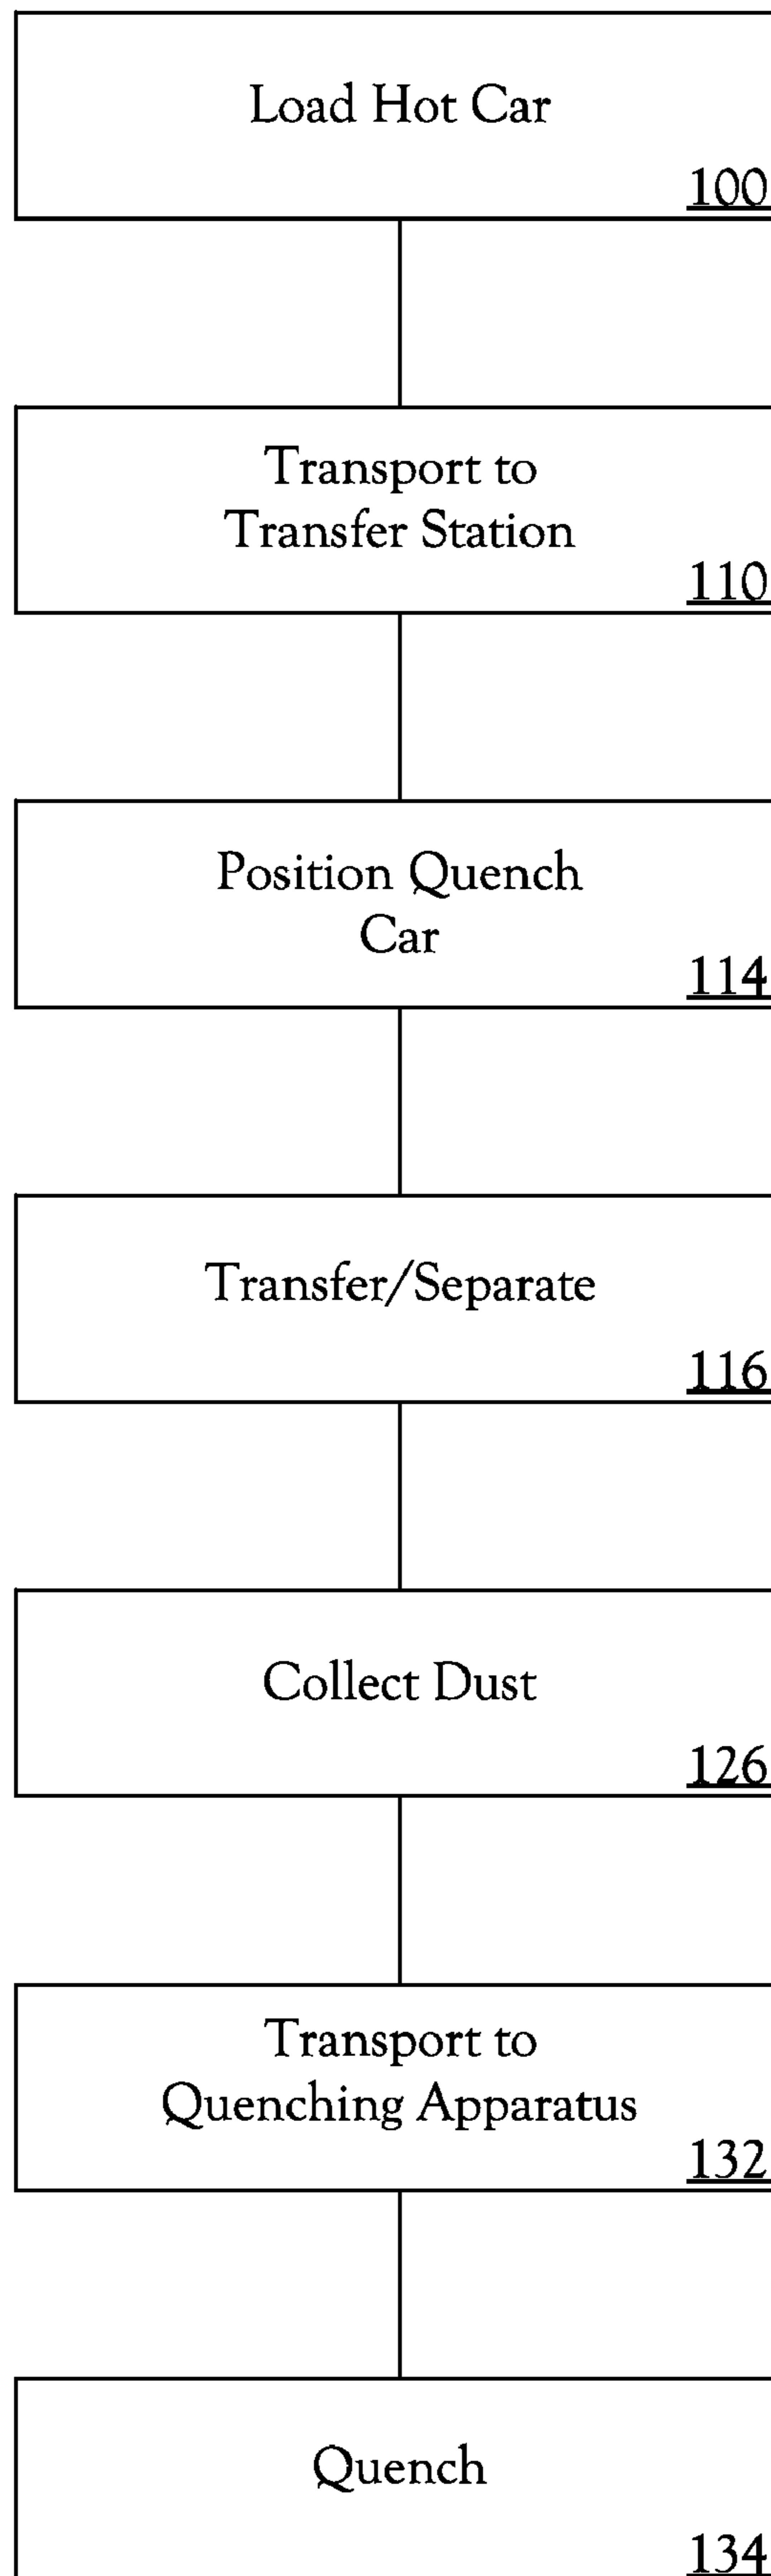 Load Hot Car
100
Transport to
Transfer Station
110
Position Quench
Car
114
Transfer/Separate
116
Collect Dust
126
Transport to
Quenching Apparatus
132
Quench
134